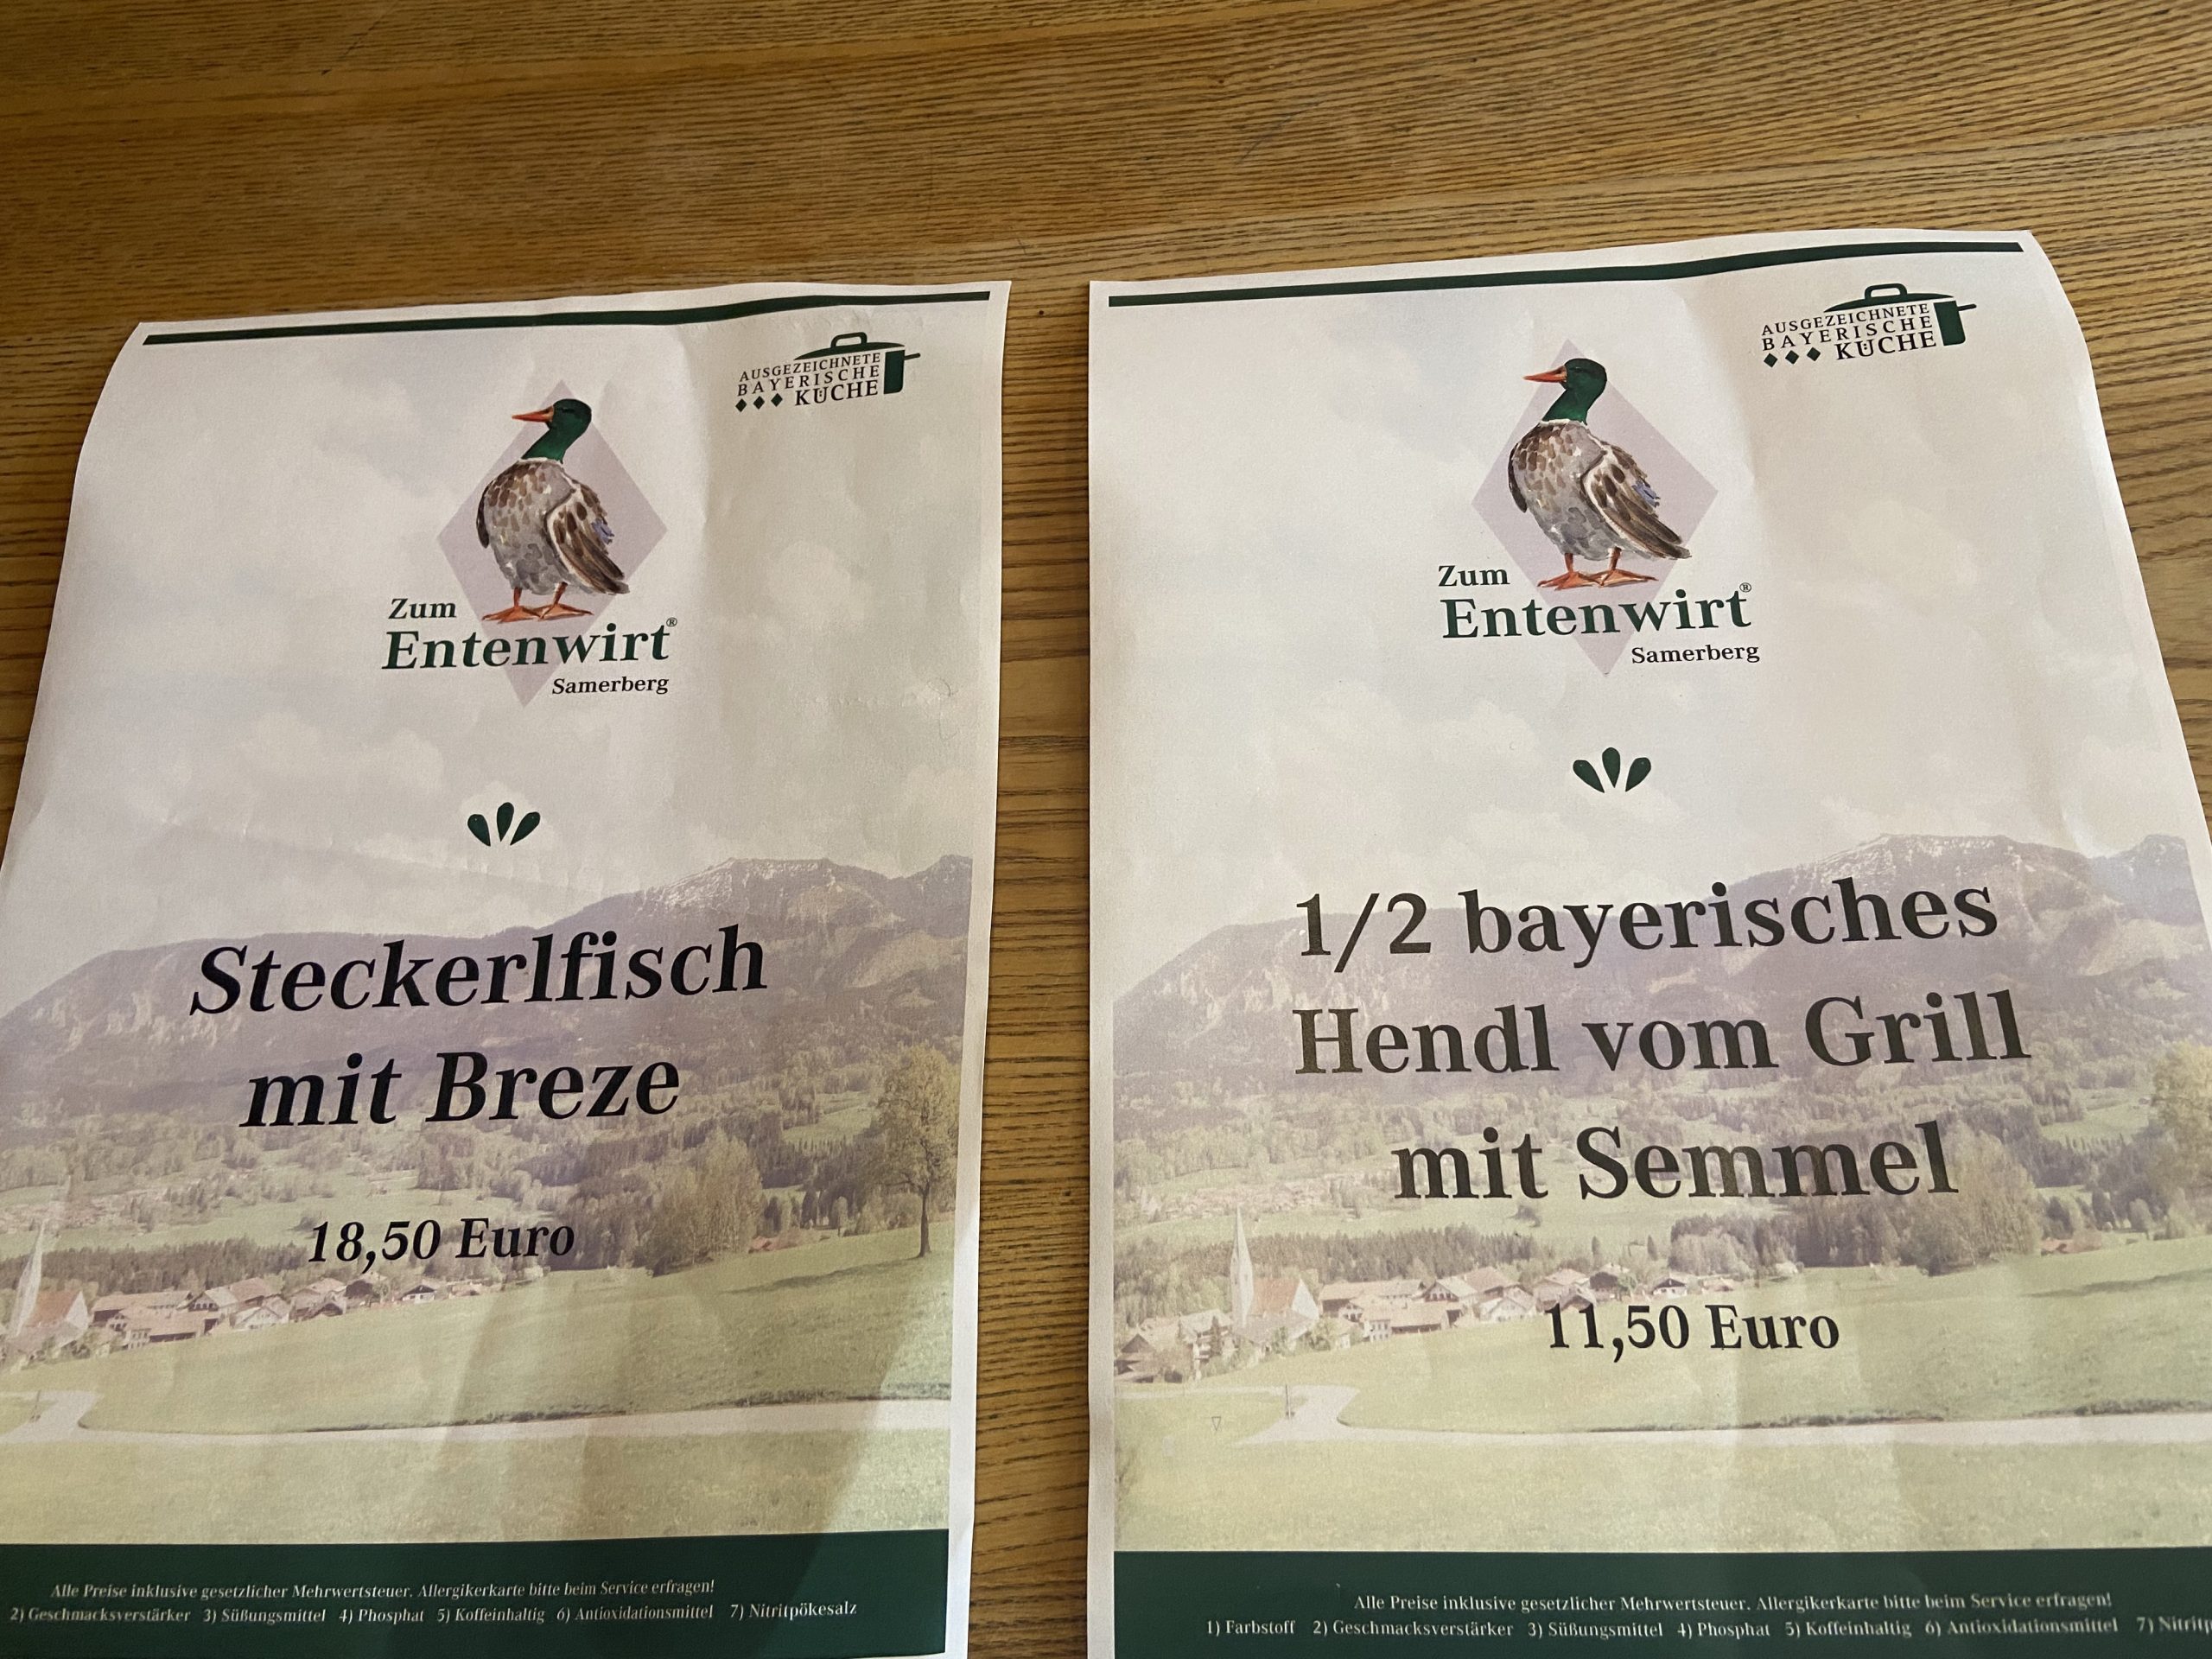 AUSGEZEICHNETE
BAYERISCHE
KÜCHE
Zum
Entenwirt®
Samerberg
Steckerlfisch
mit Breze
18,50 Euro
Alle Preise inklusive gesetzlicher Mehrwertsteuer. Allergikerkarte bitte beim Service erfragen!
2) Geschmacksverstärker 3) Süßungsmittel 4) Phosphat 5) Koffeinhaltig 6) Antioxidationsmittel 7) Nitritpökesalz
AUSGEZEICHNETE
BAYERISCHE
KÜCHE
Zum
Entenwirt®
Samerberg
1/2 bayerisches
Hendl vom Grill
mit Semmel
11,50 Euro
Alle Preise inklusive gesetzlicher Mehrwertsteuer. Allergikerkarte bitte beim Service erfragen!
1) Farbstoff 2) Geschmacksverstärker 3) Süßungsmittel 4) Phosphat 5) Koffeinhaltig 6) Antioxidationsmittel 7)